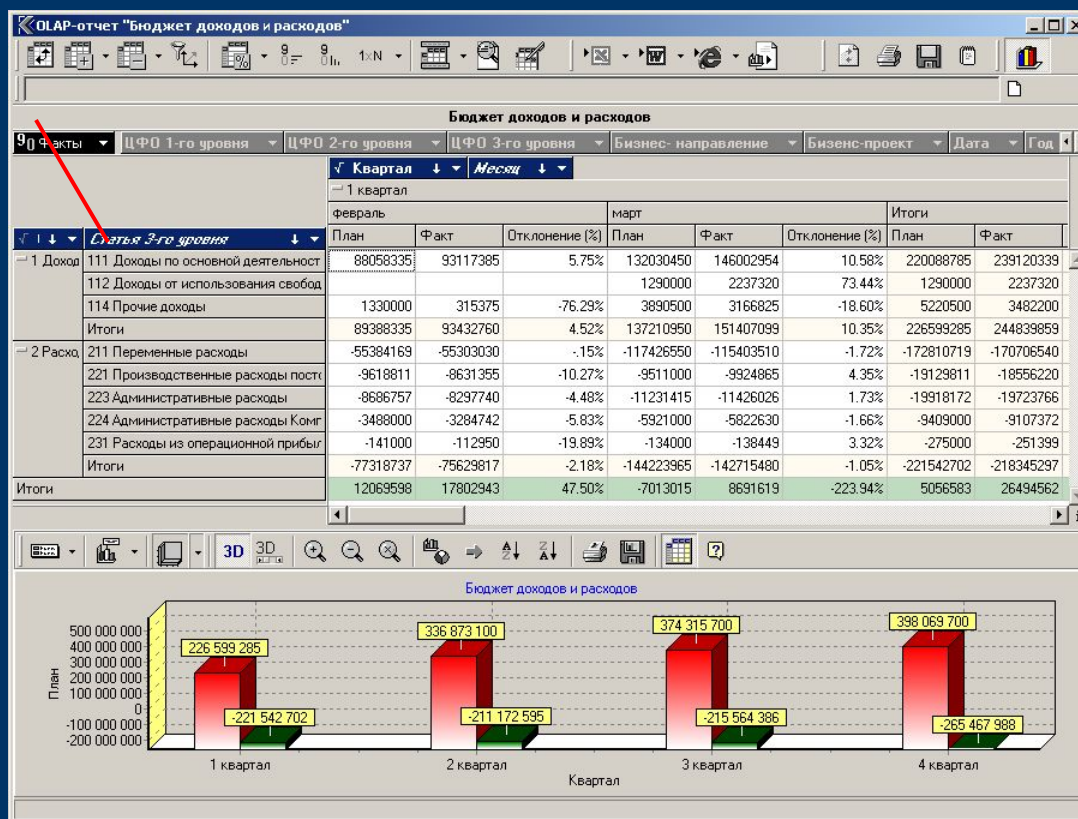 OLAP-отчет "Бюджет доходов и расходов"
1×N
Бюджет доходов и расходов
Факты ЦФО 1-го уровня ЦФО 2-го уровня ЦФО 3-го уровня Бизнес- направление Бизенс-проект Дата Год
√ Квартал Месяц
1 квартал
февраль март Итоги
Статья 3-го уровня План Факт Отклонение (%) План Факт Отклонение (%) План Факт
1 Доход 111 Доходы по основной деятельност 88058335 93117385 5.75% 132030450 146002954 10.58% 220088785 239120339
112 Доходы от использования свобод 1290000 2237320 73.44% 1290000 2237320
114 Прочие доходы 1330000 315375 -76.29% 3890500 3166825 -18.60% 5220500 3482200
Итоги 89388335 93432760 4.52% 137210950 151407099 10.35% 226599285 244839859
2 Расхо 211 Переменные расходы -55384169 -55303030 -.15% -117426550 -115403510 -1.72% -172810719 -170706540
221 Производственные расходы посто -9618811 -8631355 -10.27% -9511000 -9924865 4.35% -19129811 -18556220
223 Административные расходы -8686757 -8297740 -4.48% -11231415 -11426026 1.73% -19918172 -19723766
224 Административные расходы Комп -3488000 -3284742 -5.83% -5921000 -5822630 -1.66% -9409000 -9107372
231 Расходы из операционной прибыл -141000 -112950 -19.89% -134000 -138449 3.32% -275000 -251399
Итоги -77318737 -75629817 -2.18% -144223965 -142715480 -1.05% -221542702 -218345297
Итоги 12069598 17802943 47.50% -7013015 8691619 -223.94% 5056583 26494562
3D 3D
Бюджет доходов и расходов
План
500 000 000
400 000 000
300 000 000
200 000 000
100 000 000
0
-100 000 000
-200 000 000
226 599 285
-221 542 702
336 873 100
-211 172 595
374 315 700
-215 564 386
398 069 700
-265 467 988
1 квартал 2 квартал 3 квартал 4 квартал
Квартал